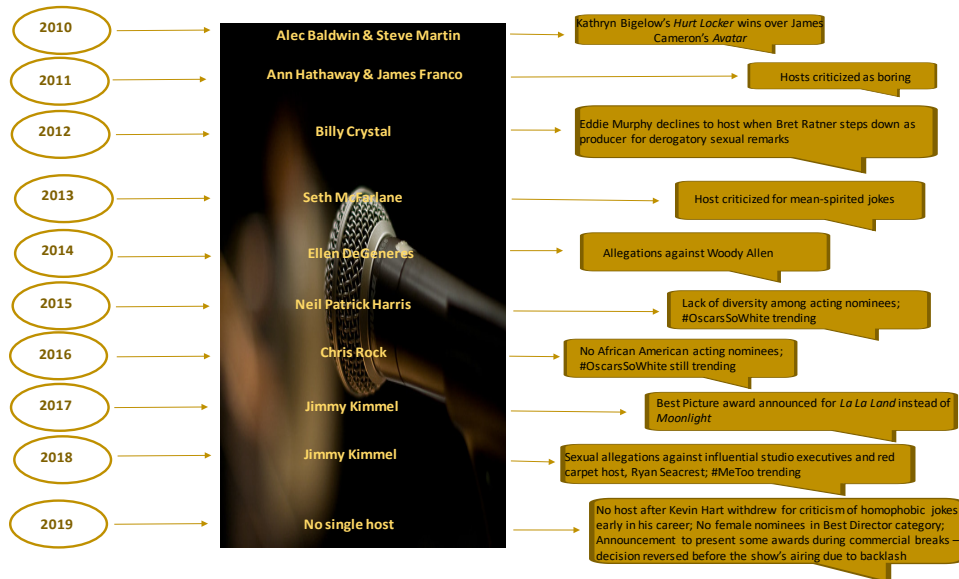 2010
Alec Baldwin & Steve Martin
Kathryn Bigelow's Hurt Locker wins over James
Cameron's Avatar
2011
Ann Hathaway & James Franco
Hosts criticized as boring
2012
Billy Crystal
Eddie Murphy declines to host when Bret Ratner steps down as
producer for derogatory sexual remarks
2013
Seth McFarlane
Host criticized for mean-spirited jokes
2014
Ellen DeGeneres
Allegations against Woody Allen
2015
Neil Patrick Harris
Lack of diversity among acting nominees;
#OscarsSoWhite trending
2016
Chris Rock
No African American acting nominees;
#OscarsSoWhite still trending
2017
Jimmy Kimmel
Best Picture award announced for La La Land instead of
Moonlight
2018
Jimmy Kimmel
Sexual allegations against influential studio executives and red
carpet host, Ryan Seacrest; #MeToo trending
2019
No single host
No host after Kevin Hart withdrew for criticism of homophobic jokes
early in his career; No female nominees in Best Director category;
Announcement to present some awards during commercial breaks –
decision reversed before the show's airing due to backlash